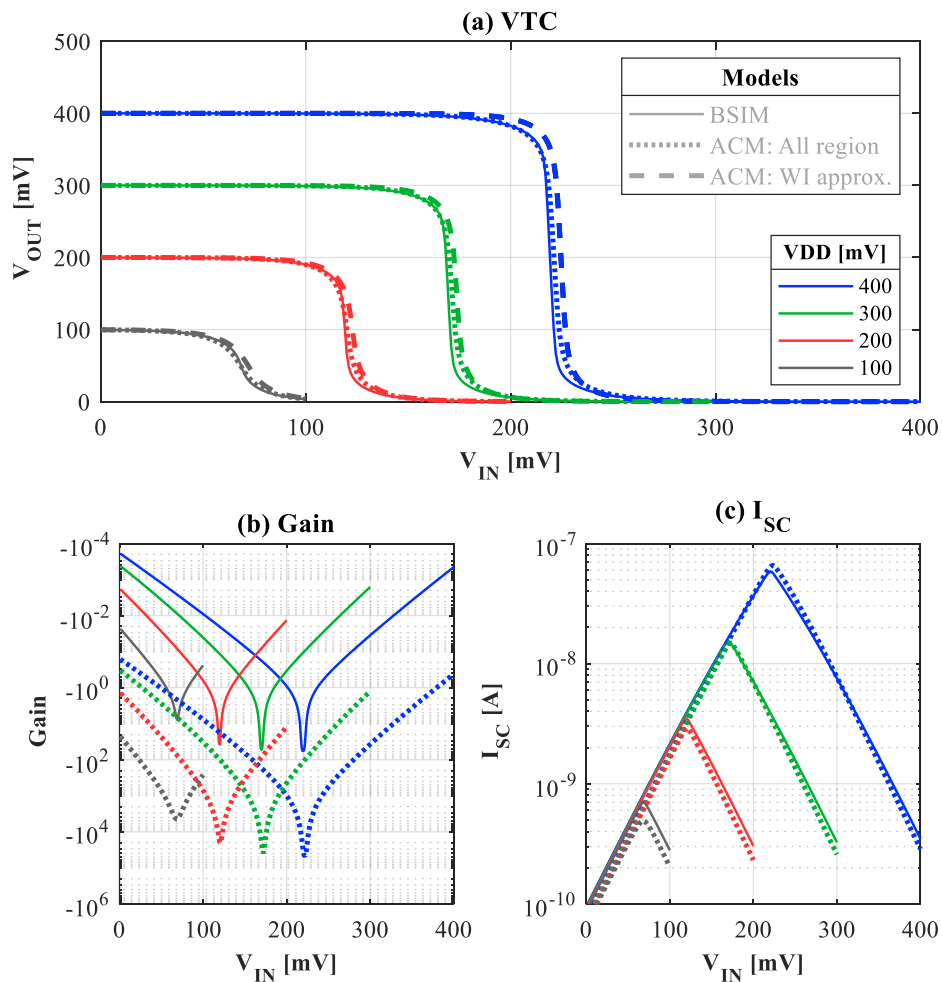 (a) VTC
500
400
300
200
100
0
V_OUT [mV]
0
100
200
300
400
V_IN [mV]
Models
BSIM
ACM: All region
ACM: WI approx.
VDD [mV]
400
300
200
100
(b) Gain
-10^-4
-10^-2
-10^0
-10^2
-10^4
-10^6
Gain
0
100
200
300
400
V_IN [mV]
(c) I_SC
10^-7
10^-8
10^-9
10^-10
I_SC [A]
0
100
200
300
400
V_IN [mV]